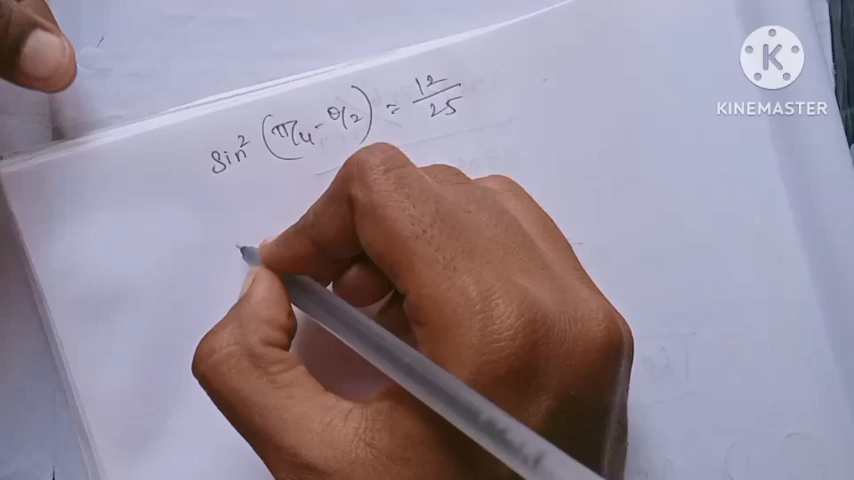 sin² (π/4 - θ/2) = 12/25
KINEMASTER